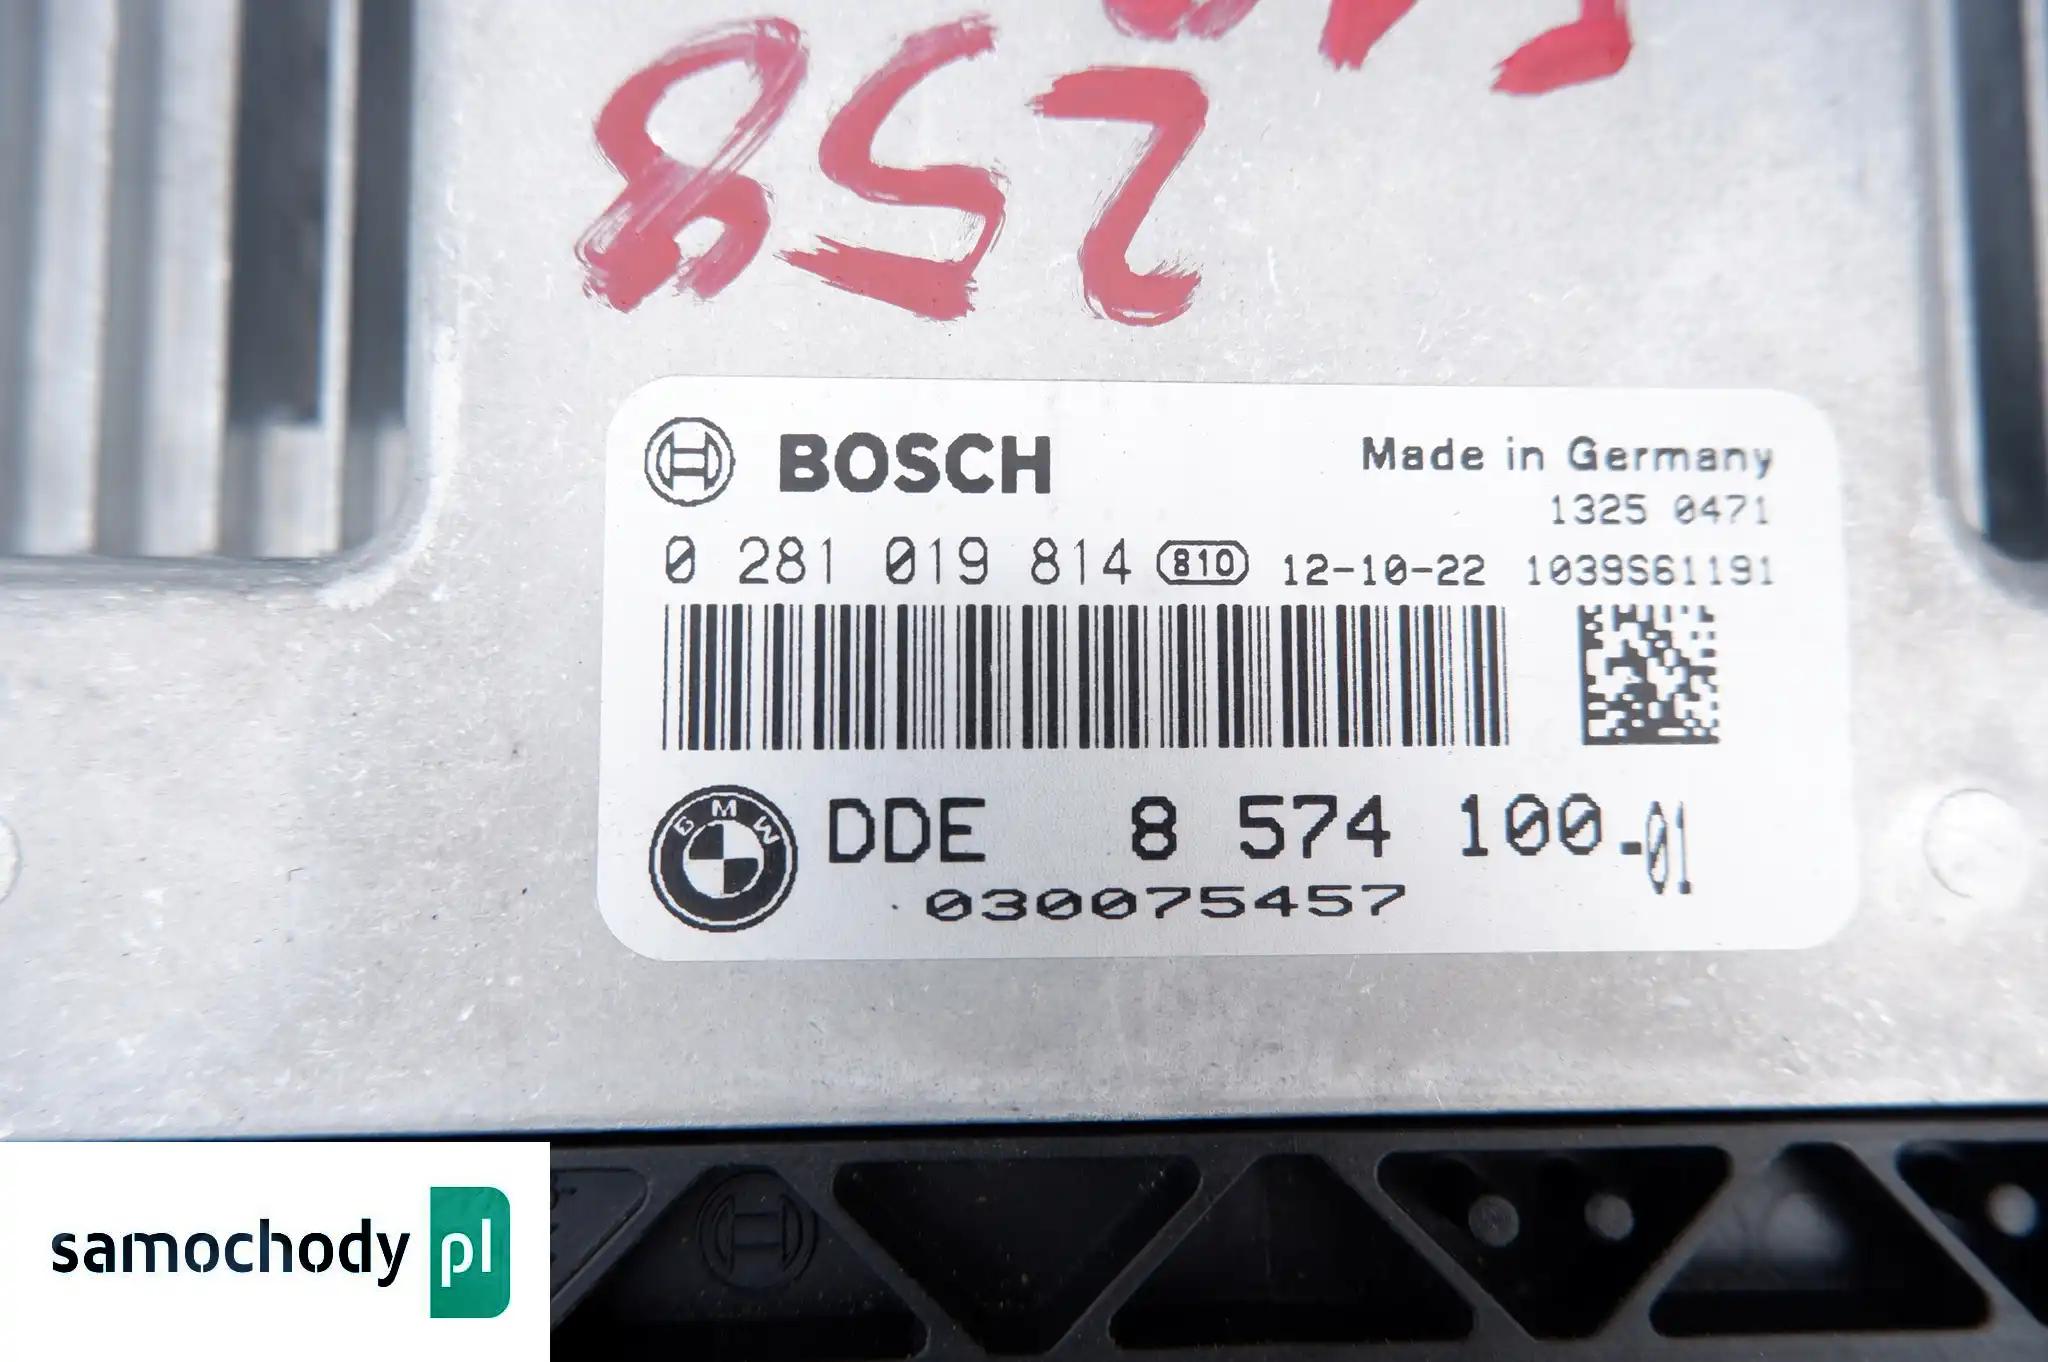 258
BOSCH
Made in Germany
1325 0471
0 281 019 814 810 12-10-22 1039S61191
BMW
DDE 8 574 100-01
030075457
samochody pl